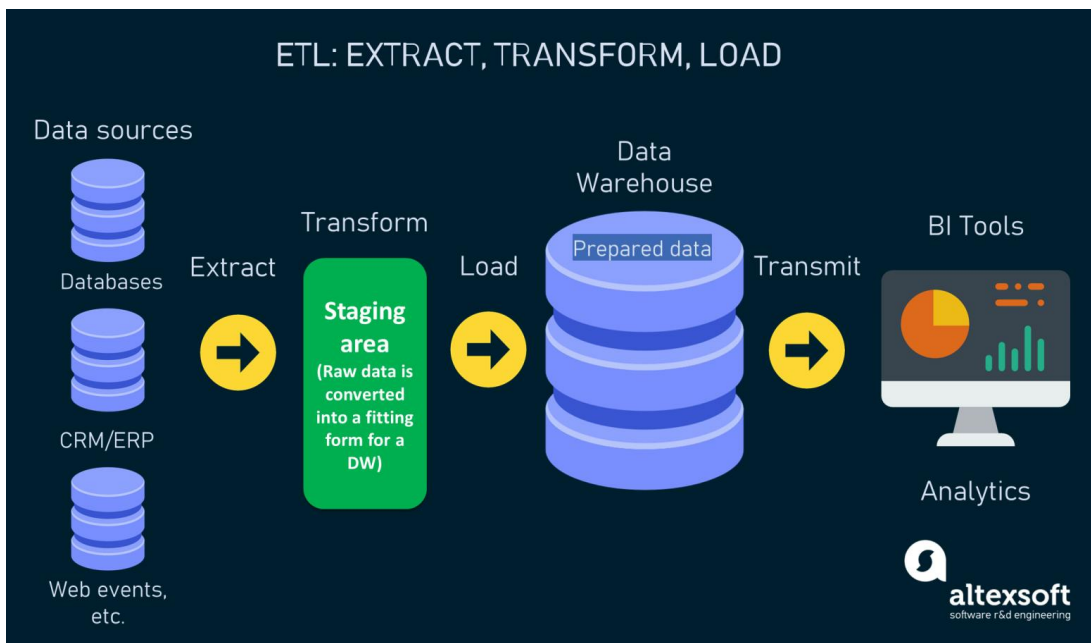 ETL: EXTRACT, TRANSFORM, LOAD
Data sources
Databases
CRM/ERP
Web events,
etc.
Extract
Transform
Staging
area
(Raw data is
converted
into a fitting
form for a
DW)
Load
Data
Warehouse
Prepared data
Transmit
BI Tools
Analytics
altexsoft
software r&d engineering